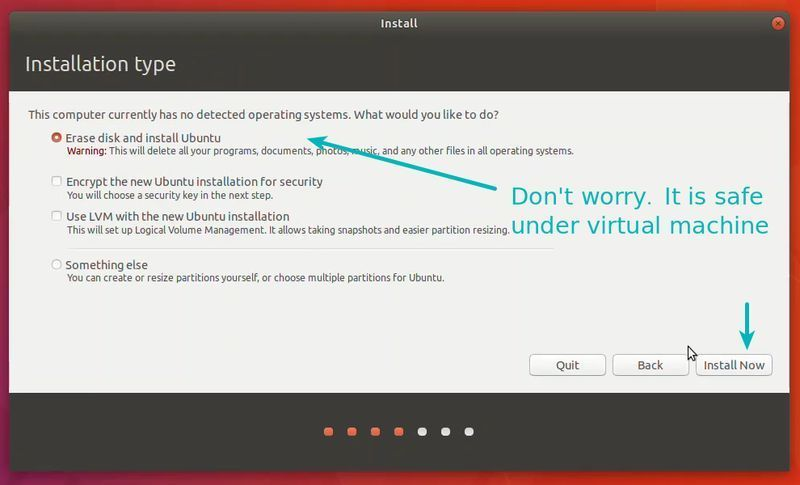 Install
Installation type
This computer currently has no detected operating systems. What would you like to do?
Erase disk and install Ubuntu
Warning: This will delete all your programs, documents, photos, music, and any other files in all operating systems.
Encrypt the new Ubuntu installation for security
You will choose a security key in the next step.
Don't worry. It is safe
under virtual machine
Use LVM with the new Ubuntu installation
This will set up Logical Volume Management. It allows taking snapshots and easier partition resizing.
Something else
You can create or resize partitions yourself, or choose multiple partitions for Ubuntu.
Quit
Back
Install Now